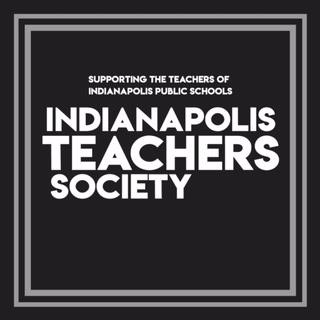 SUPPORTING THE TEACHERS OF
INDIANAPOLIS PUBLIC SCHOOLS
INDIANAPOLIS
TEACHERS
SOCIETY